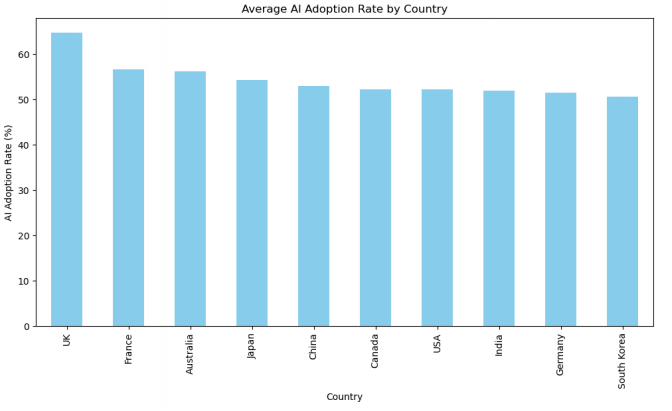 Average AI Adoption Rate by Country
AI Adoption Rate (%)
60
50
40
30
20
10
0
UK
France
Australia
Japan
China
Canada
USA
India
Germany
South Korea
Country